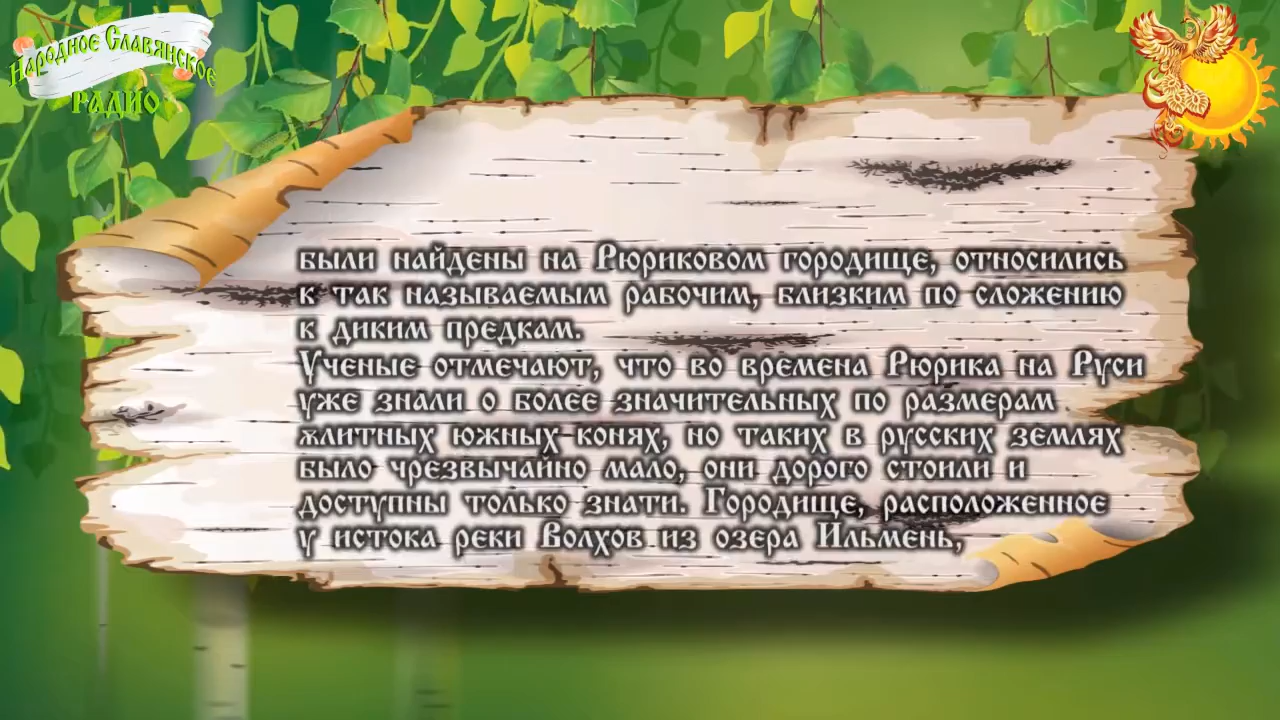 Народное Славянское
РАДИО
были найдены на Рюриковом городище, относились
к так называемым рабочим, близким по сложению
к диким предкам.
Ученые отмечают, что во времена Рюрика на Руси
уже знали о более значительных по размерам
ѫлитных южных конях, но таких в русских землях
было чрезвычайно мало, они дорого стоили и
доступны только знати. Городище, расположенное
у истока реки Волхов из озера Ильмень,